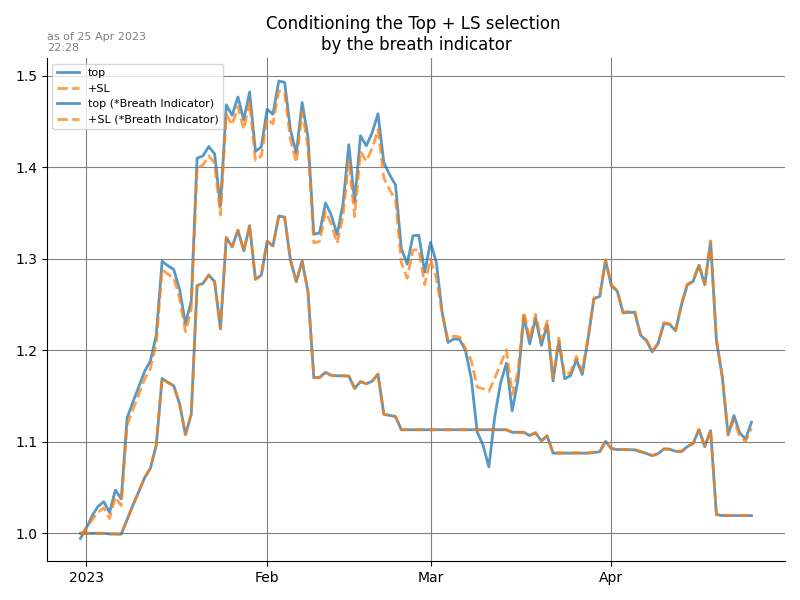 Conditioning the Top + LS selection
by the breath indicator
as of 25 Apr 2023
22:28
top
+SL
top (*Breath Indicator)
+SL (*Breath Indicator)
1.5
1.4
1.3
1.2
1.1
1.0
2023
Feb
Mar
Apr